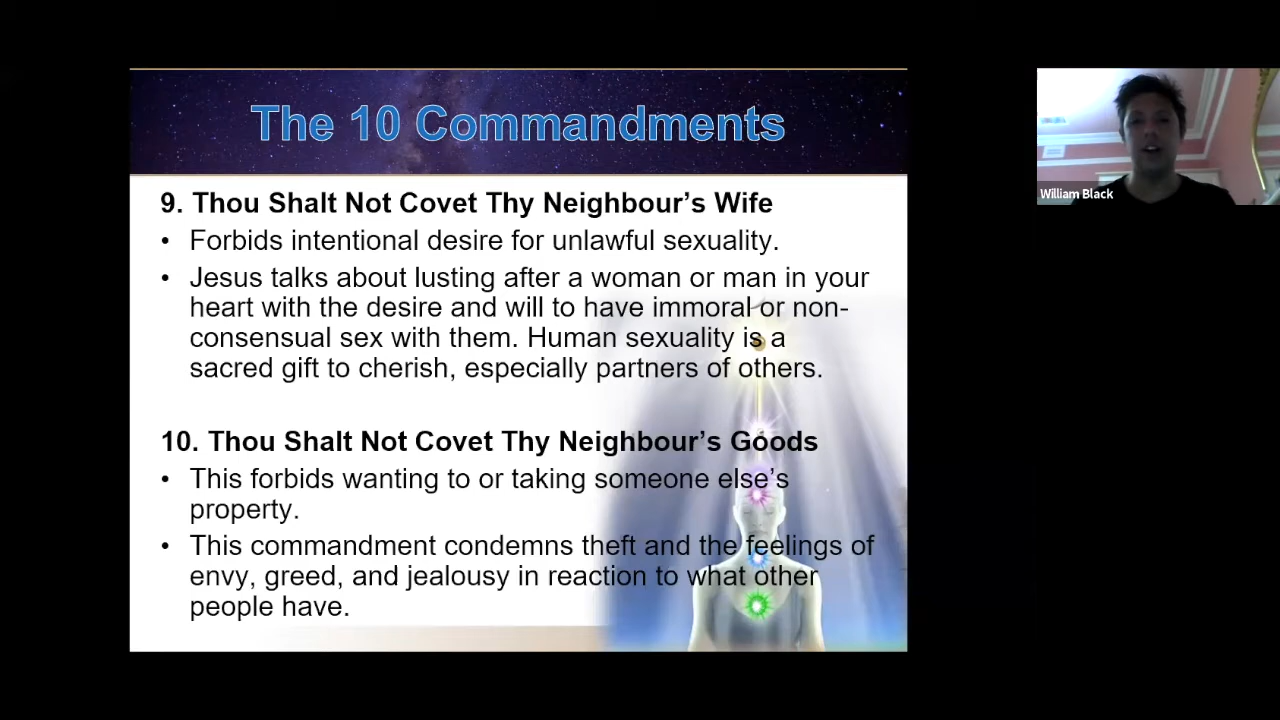 The 10 Commandments
9. Thou Shalt Not Covet Thy Neighbour’s Wife
• Forbids intentional desire for unlawful sexuality.
• Jesus talks about lusting after a woman or man in your
heart with the desire and will to have immoral or non-
consensual sex with them. Human sexuality is a
sacred gift to cherish, especially partners of others.
10. Thou Shalt Not Covet Thy Neighbour’s Goods
• This forbids wanting to or taking someone else’s
property.
• This commandment condemns theft and the feelings of
envy, greed, and jealousy in reaction to what other
people have.
William Black